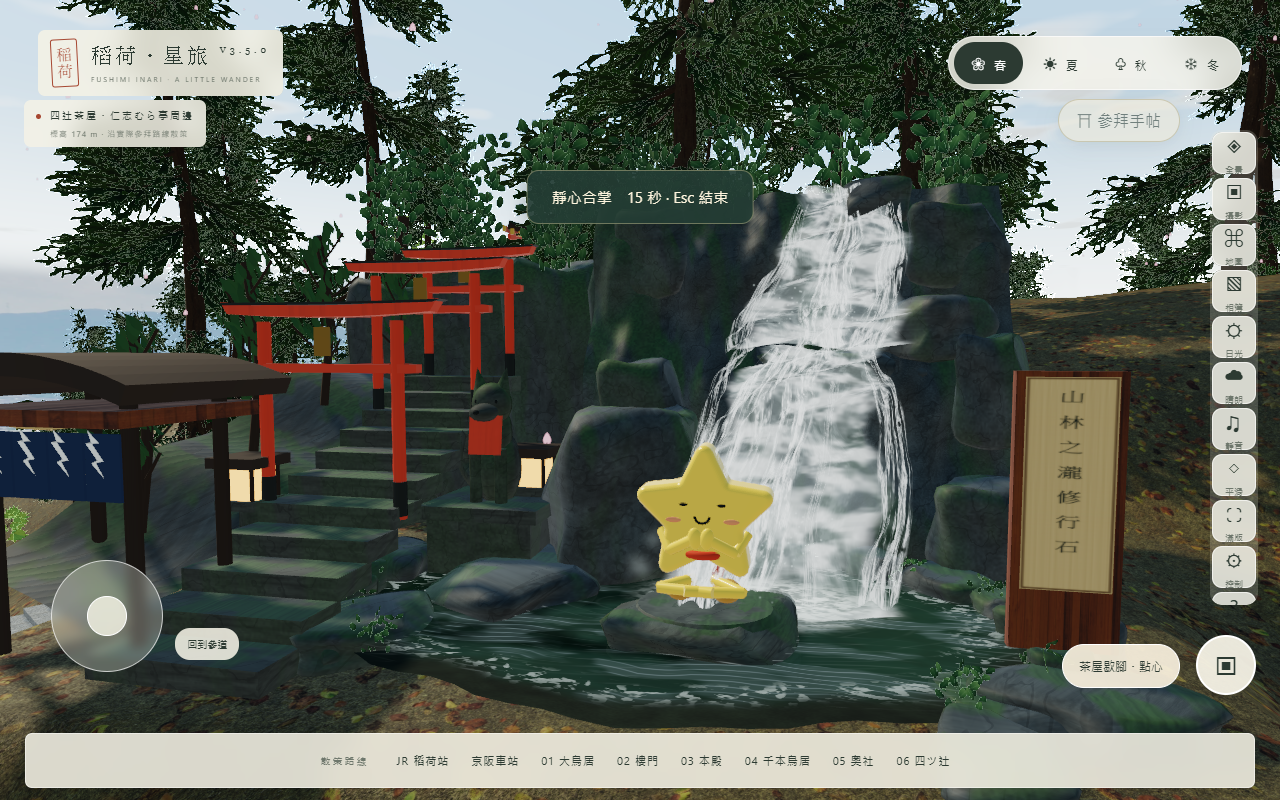 稻荷
稻荷・星旅 V3·5·0
FUSHIMI INARI · A LITTLE WANDER
四辻茶屋・仁志むら亭周邊
標高 174 m · 沿實際參拜路線散策
春
夏
秋
冬
參拜手帖
全景
攝影
地圖
相簿
日光
晴朗
靜音
平滑
滿版
控制
靜心合掌 15 秒 · Esc 結束
山林之瀧修行石
回到參道
茶屋歇腳・點心
散策路線 JR 稻荷站 京阪車站 01 大鳥居 02 樓門 03 本殿 04 千本鳥居 05 奧社 06 四ツ辻